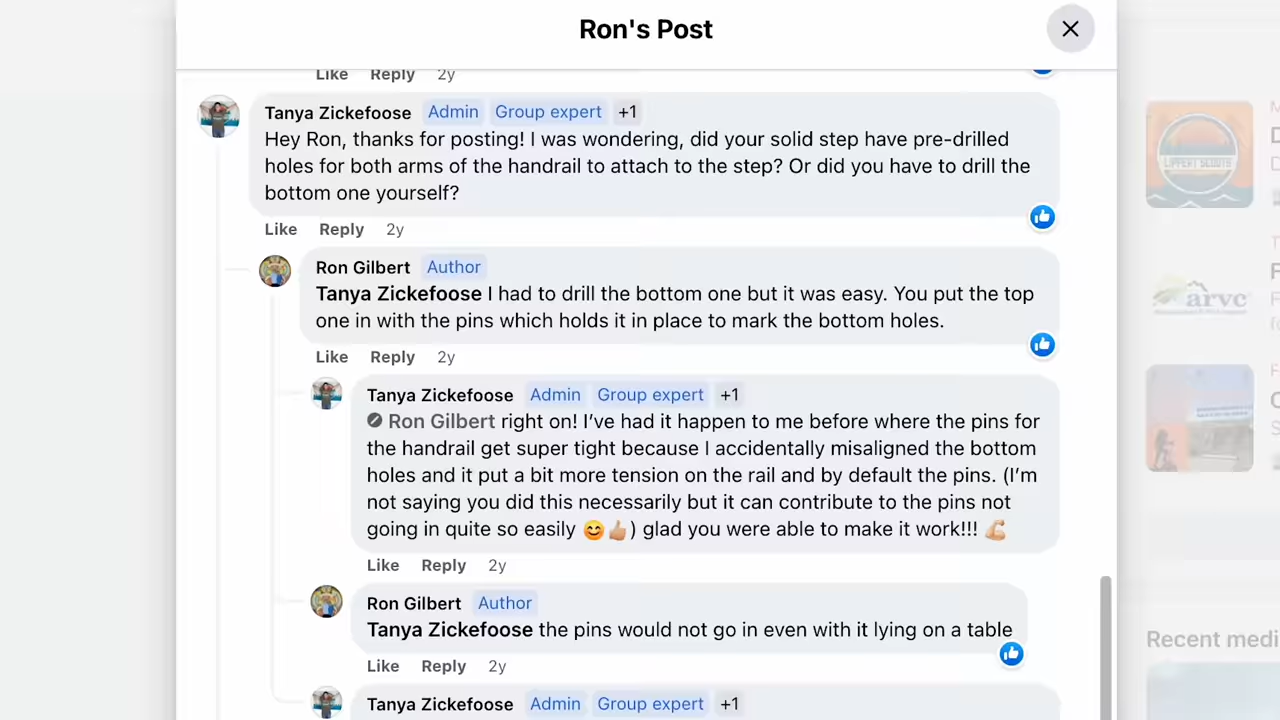 Ron's Post
Like Reply 2y
Tanya Zickefoose Admin Group expert +1
Hey Ron, thanks for posting! I was wondering, did your solid step have pre-drilled
holes for both arms of the handrail to attach to the step? Or did you have to drill the
bottom one yourself?
Like Reply 2y
Ron Gilbert Author
Tanya Zickefoose I had to drill the bottom one but it was easy. You put the top
one in with the pins which holds it in place to mark the bottom holes.
Like Reply 2y
Tanya Zickefoose Admin Group expert +1
Ron Gilbert right on! I’ve had it happen to me before where the pins for
the handrail get super tight because I accidentally misaligned the bottom
holes and it put a bit more tension on the rail and by default the pins. (I’m
not saying you did this necessarily but it can contribute to the pins not
going in quite so easily 😊👍🏼) glad you were able to make it work!!! 💪🏼
Like Reply 2y
Ron Gilbert Author
Tanya Zickefoose the pins would not go in even with it lying on a table
Like Reply 2y
Tanya Zickefoose Admin Group expert +1
LIPPERT SCOUTS
arvc
Recent medi